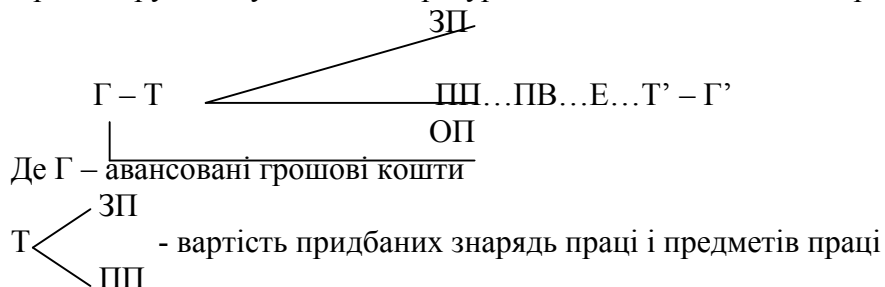 ЗП
Г – Т ПП…ПВ…Е…Т’ – Г’
ОП
Де Г – авансовані грошові кошти
ЗП
Т - вартість придбаних знарядь праці і предметів праці
ПП